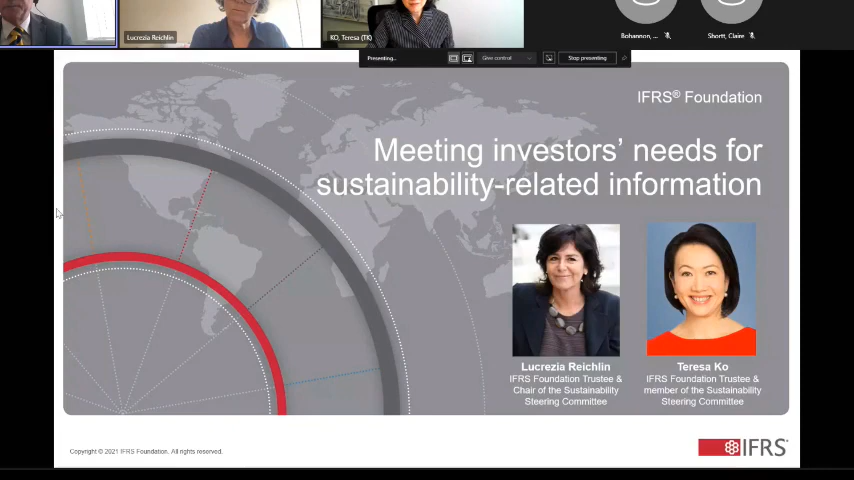 Lucrezia Reichlin
KO, Teresa (TK)
Bohannon, ...
Shortt, Claire
Presenting...
Give control
Stop presenting
IFRS® Foundation
Meeting investors’ needs for
sustainability-related information
Lucrezia Reichlin
IFRS Foundation Trustee &
Chair of the Sustainability
Steering Committee
Teresa Ko
IFRS Foundation Trustee &
member of the Sustainability
Steering Committee
Copyright © 2021 IFRS Foundation. All rights reserved.
IFRS®